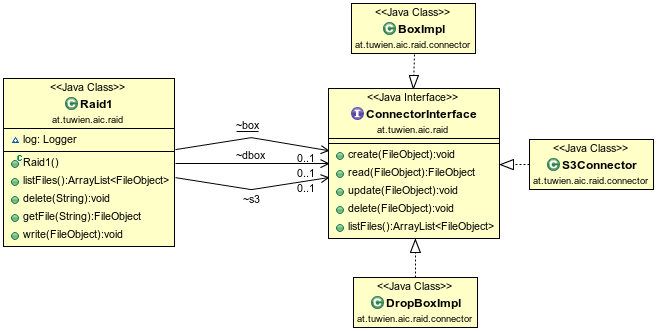 <<Java Class>>
BoxImpl
at.tuwien.aic.raid.connector
<<Java Class>>
Raid1
at.tuwien.aic.raid
log: Logger
Raid1()
listFiles():ArrayList<FileObject>
delete(String):void
getFile(String):FileObject
write(FileObject):void
~box
0..1
~dbox
0..1
~s3
0..1
<<Java Interface>>
ConnectorInterface
at.tuwien.aic.raid
create(FileObject):void
read(FileObject):FileObject
update(FileObject):void
delete(FileObject):void
listFiles():ArrayList<FileObject>
<<Java Class>>
S3Connector
at.tuwien.aic.raid.connector
<<Java Class>>
DropBoxImpl
at.tuwien.aic.raid.connector